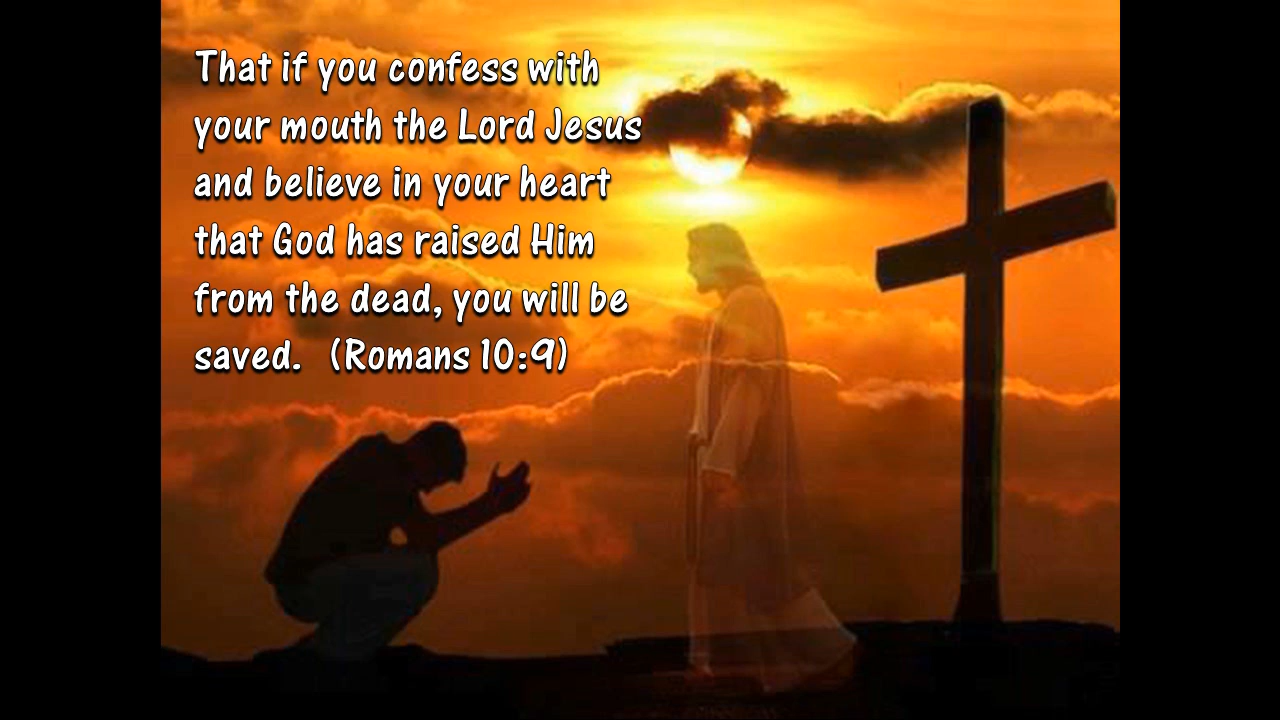 That if you confess with
your mouth the Lord Jesus
and believe in your heart
that God has raised Him
from the dead, you will be
saved. (Romans 10:9)